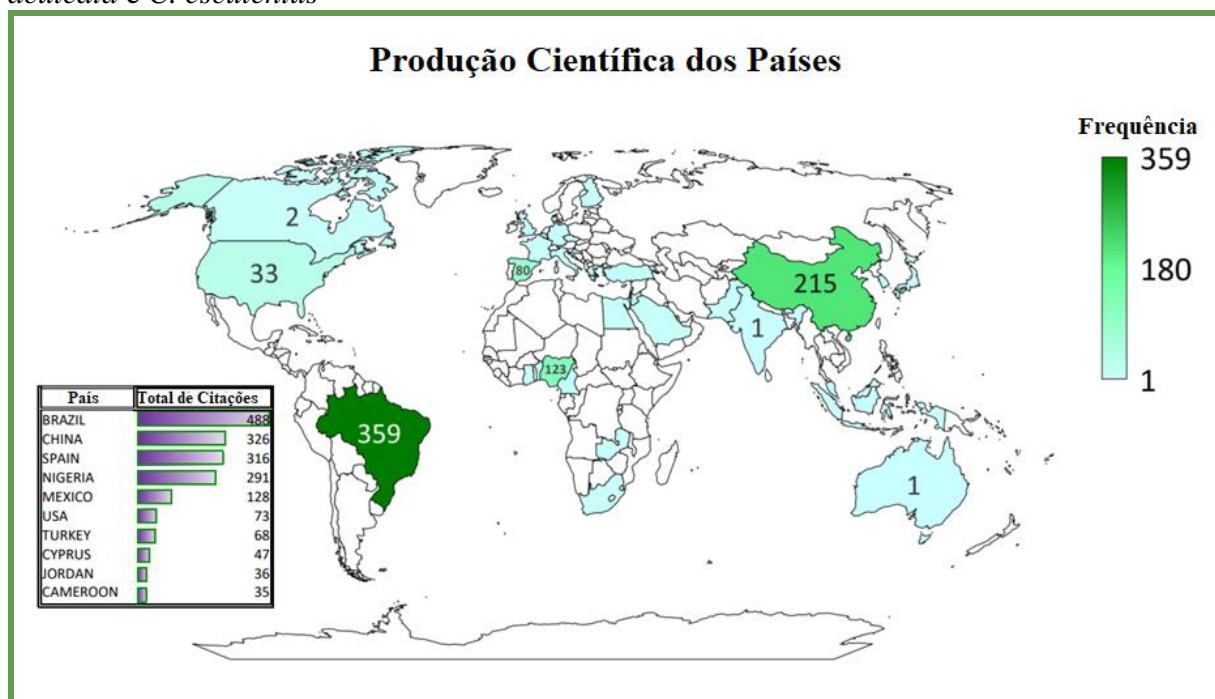 aculeata e C. esculentus
Produção Científica dos Países
Frequência
359
180
1
2
33
80
215
1
123
359
1
País Total de Citações
BRAZIL 488
CHINA 326
SPAIN 316
NIGERIA 291
MEXICO 128
USA 73
TURKEY 68
CYPRUS 47
JORDAN 36
CAMEROON 35